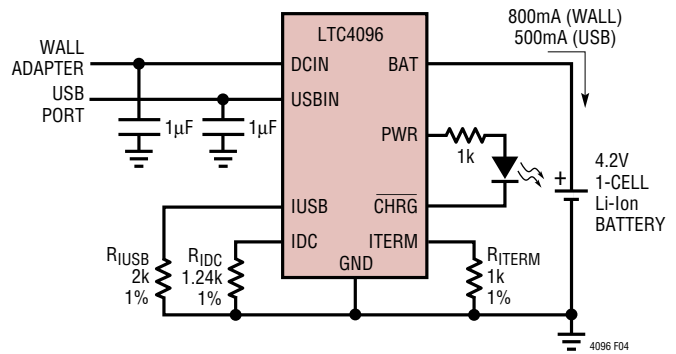 800mA (WALL)
500mA (USB)
LTC4096
WALL
ADAPTER
DCIN
BAT
USB
PORT
USBIN
1µF
1µF
PWR
1k
+
4.2V
1-CELL
Li-Ion
BATTERY
IUSB
CHRG
IDC
ITERM
GND
RIUSB
2k
1%
RIDC
1.24k
1%
RITERM
1k
1%
4096 F04